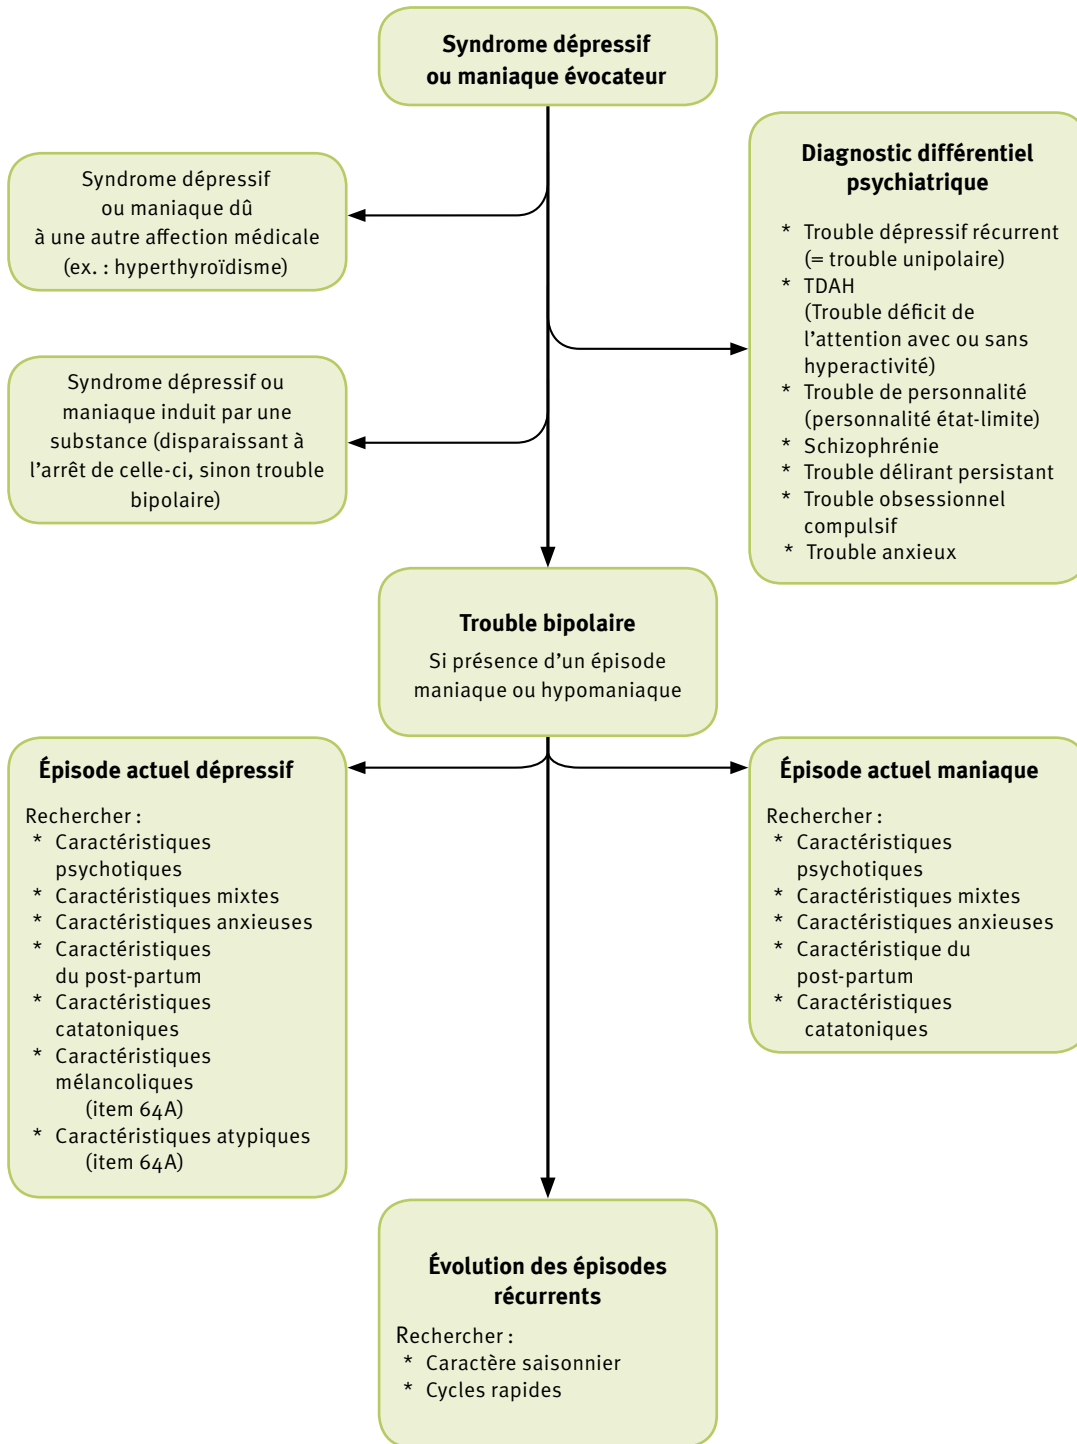 Syndrome dépressif
ou maniaque évocateur
Syndrome dépressif
ou maniaque dû
à une autre affection médicale
(ex. : hyperthyroïdisme)
Diagnostic différentiel
psychiatrique
* Trouble dépressif récurrent
(= trouble unipolaire)
* TDAH
(Trouble déficit de
l’attention avec ou sans
hyperactivité)
* Trouble de personnalité
(personnalité état-limite)
* Schizophrénie
* Trouble délirant persistant
* Trouble obsessionnel
compulsif
* Trouble anxieux
Syndrome dépressif ou
maniaque induit par une
substance (disparaissant à
l’arrêt de celle-ci, sinon trouble
bipolaire)
Trouble bipolaire
Si présence d’un épisode
maniaque ou hypomaniaque
Épisode actuel dépressif
Rechercher :
* Caractéristiques
psychotiques
* Caractéristiques mixtes
* Caractéristiques anxieuses
* Caractéristiques
du post-partum
* Caractéristiques
catatoniques
* Caractéristiques
mélancoliques
(item 64A)
* Caractéristiques atypiques
(item 64A)
Épisode actuel maniaque
Rechercher :
* Caractéristiques
psychotiques
* Caractéristiques mixtes
* Caractéristiques anxieuses
* Caractéristique du
post-partum
* Caractéristiques
catatoniques
Évolution des épisodes
récurrents
Rechercher :
* Caractère saisonnier
* Cycles rapides